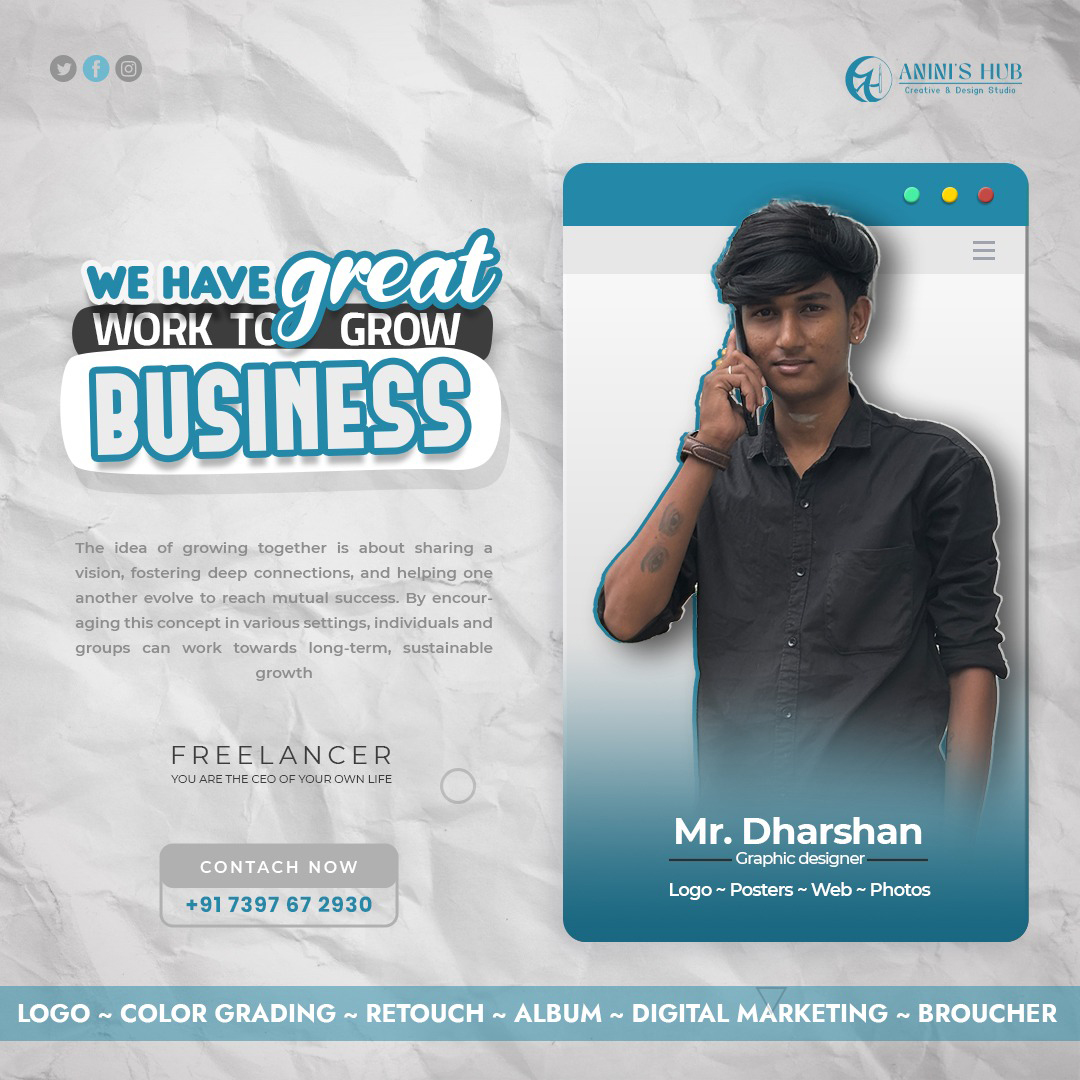 ANINI'S HUB
Creative & Design Studio
WE HAVE great
WORK TO GROW
BUSINESS
The idea of growing together is about sharing a
vision, fostering deep connections, and helping one
another evolve to reach mutual success. By encour-
aging this concept in various settings, individuals and
groups can work towards long-term, sustainable
growth
FREELANCER
YOU ARE THE CEO OF YOUR OWN LIFE
CONTACH NOW
+91 7397 67 2930
Mr. Dharshan
Graphic designer
Logo ~ Posters ~ Web ~ Photos
LOGO ~ COLOR GRADING ~ RETOUCH ~ ALBUM ~ DIGITAL MARKETING ~ BROUCHER